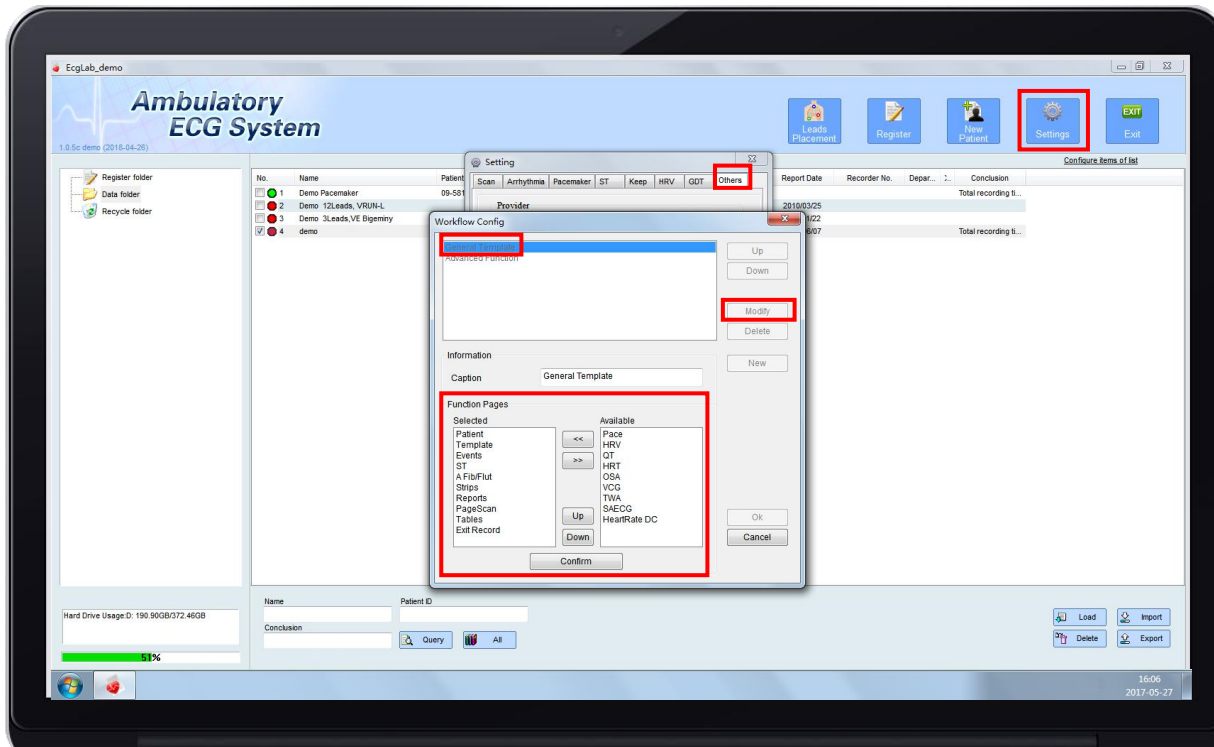 EcgLab_demo
Ambulatory
ECG System
1.0.5c demo (2018-04-26)
Leads
Placement
Register
New
Patient
Settings
EXIT
Exit
Configure items of list
Register folder
Data folder
Recycle folder
No. Name Patient Report Date Recorder No. Depar... Conclusion
1 Demo Pacemaker 09-581 Total recording ti...
2 Demo 12Leads, VRUN-L 2010/03/25
3 Demo 3Leads,VE Bigeminy 1/22
4 demo 6/07 Total recording ti...
Setting
Scan Arrhythmia Pacemaker ST Keep HRV GDT Others
Provider
Workflow Config
General Template
Advanced Function
Up
Down
Modify
Delete
New
Information
Caption General Template
Function Pages
Selected Available
Patient
Template
Events
ST
A Fib/Flut
Strips
Reports
PageScan
Tables
Exit Record
<<
>>
Up
Down
Pace
HRV
QT
HRT
OSA
VCG
TWA
SAECG
HeartRate DC
Confirm
Ok
Cancel
Hard Drive Usage:D: 190.90GB/372.46GB
51%
Name Patient ID
Conclusion
Query All
Load Import
Delete Export
16:06
2017-05-27